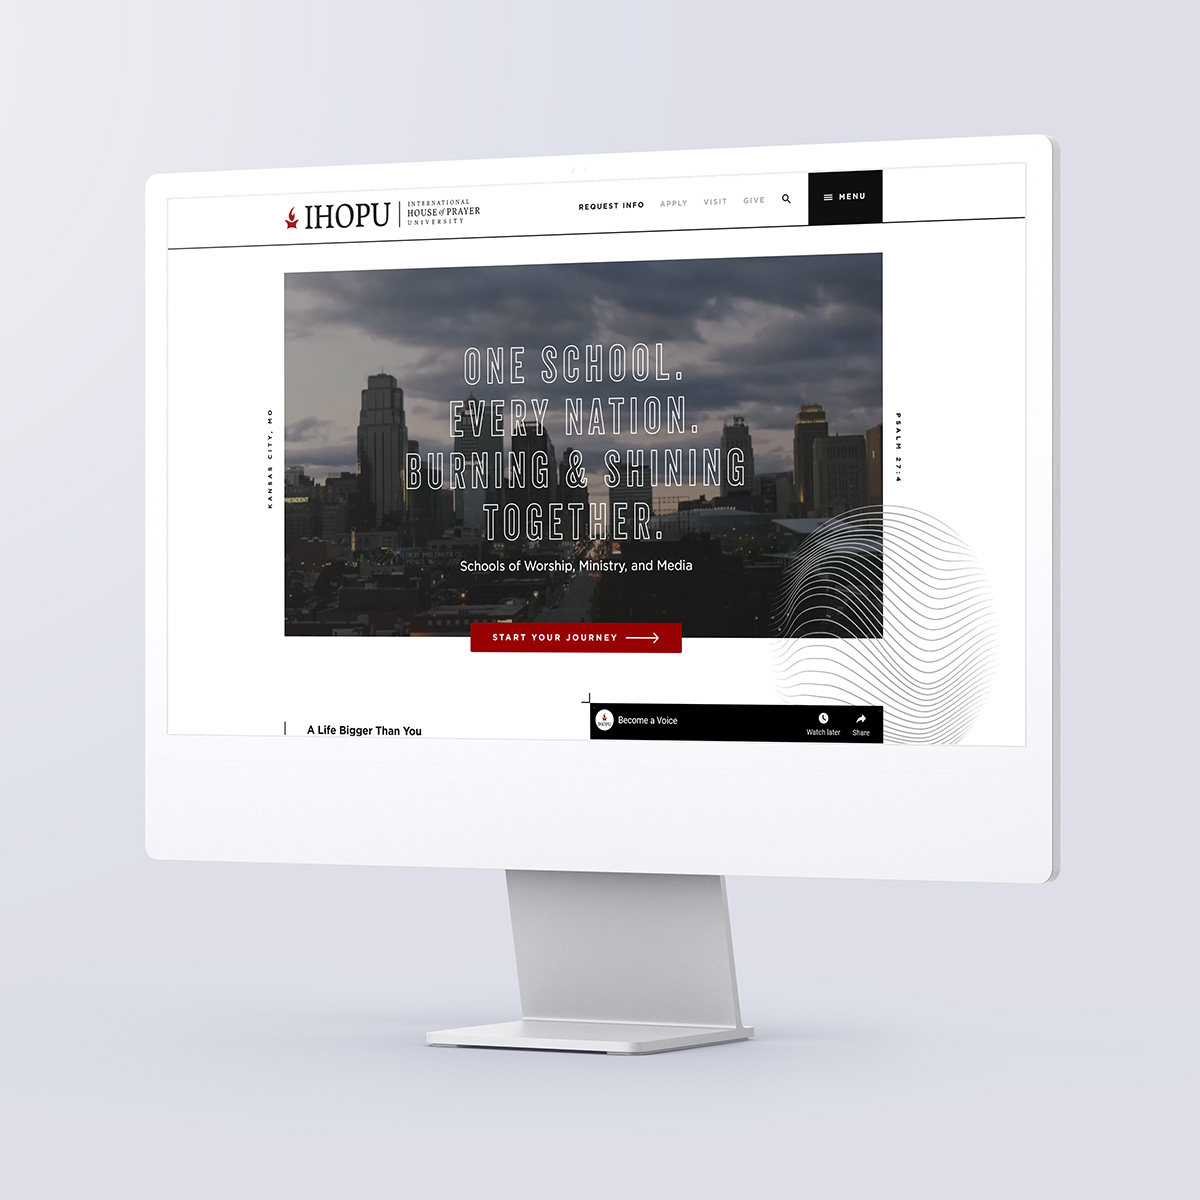 IHOPU
INTERNATIONAL
HOUSE of PRAYER
UNIVERSITY
REQUEST INFO
APPLY
VISIT
GIVE
MENU
KANSAS CITY, MO
ONE SCHOOL.
EVERY NATION.
BURNING & SHINING
TOGETHER.
Schools of Worship, Ministry, and Media
PSALM 27:4
START YOUR JOURNEY
A Life Bigger Than You
IHOPU
Become a Voice
Watch later
Share